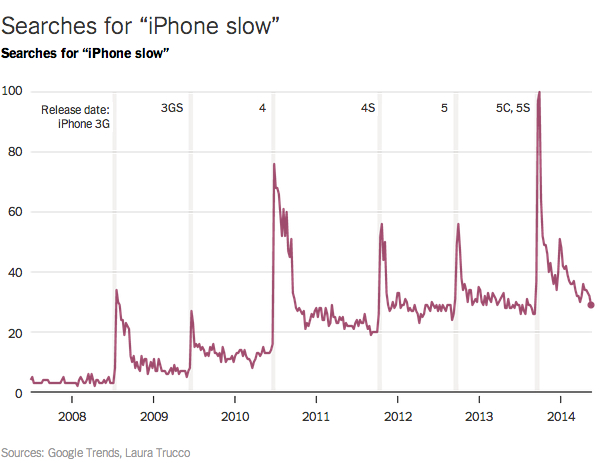 Searches for “iPhone slow”
Searches for “iPhone slow”
100
80
60
40
20
0
Release date:
iPhone 3G
3GS
4
4S
5
5C, 5S
2008
2009
2010
2011
2012
2013
2014
Sources: Google Trends, Laura Trucco